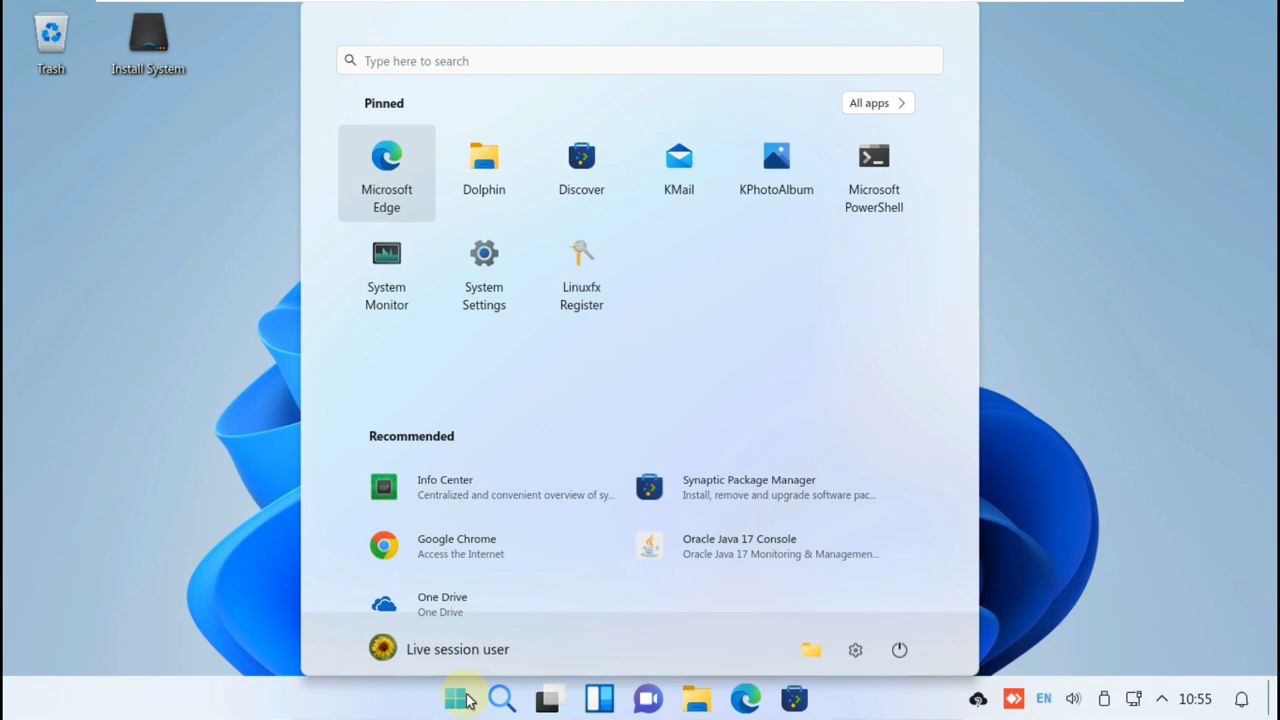 Trash
Install System
Type here to search
Pinned
All apps
Microsoft Edge
Dolphin
Discover
KMail
KPhotoAlbum
Microsoft PowerShell
System Monitor
System Settings
Linuxfx Register
Recommended
Info Center
Centralized and convenient overview of sy...
Synaptic Package Manager
Install, remove and upgrade software pac...
Google Chrome
Access the Internet
Oracle Java 17 Console
Oracle Java 17 Monitoring & Managemen...
One Drive
One Drive
Live session user
EN
10:55